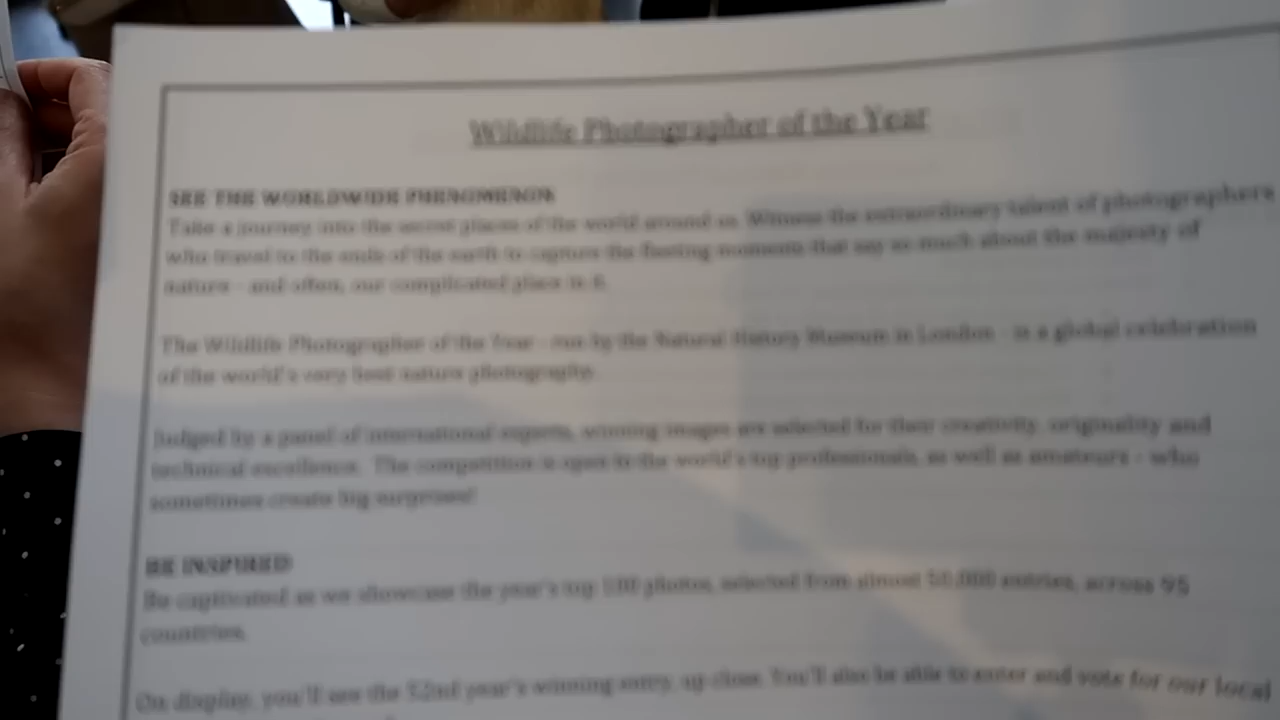 Wildlife Photographer of the Year
SEE THE WORLDWIDE PHENOMENON
Take a journey into the secret places of the world around us. Witness the extraordinary talent of photographers
who travel to the ends of the earth to capture the fleeting moments that say so much about the majesty of
nature - and often, our complicated place in it.
The Wildlife Photographer of the Year - run by the Natural History Museum in London - is a global celebration
of the world's very best nature photography.
Judged by a panel of international experts, winning images are selected for their creativity, originality and
technical excellence. The competition is open to the world's top professionals, as well as amateurs - who
sometimes create big surprises!
BE INSPIRED
Be captivated as we showcase the year's top 100 photos, selected from almost 50,000 entries, across 95
countries.
On display, you'll see the 52nd year's winning entry, up close. You'll also be able to enter and vote for our local